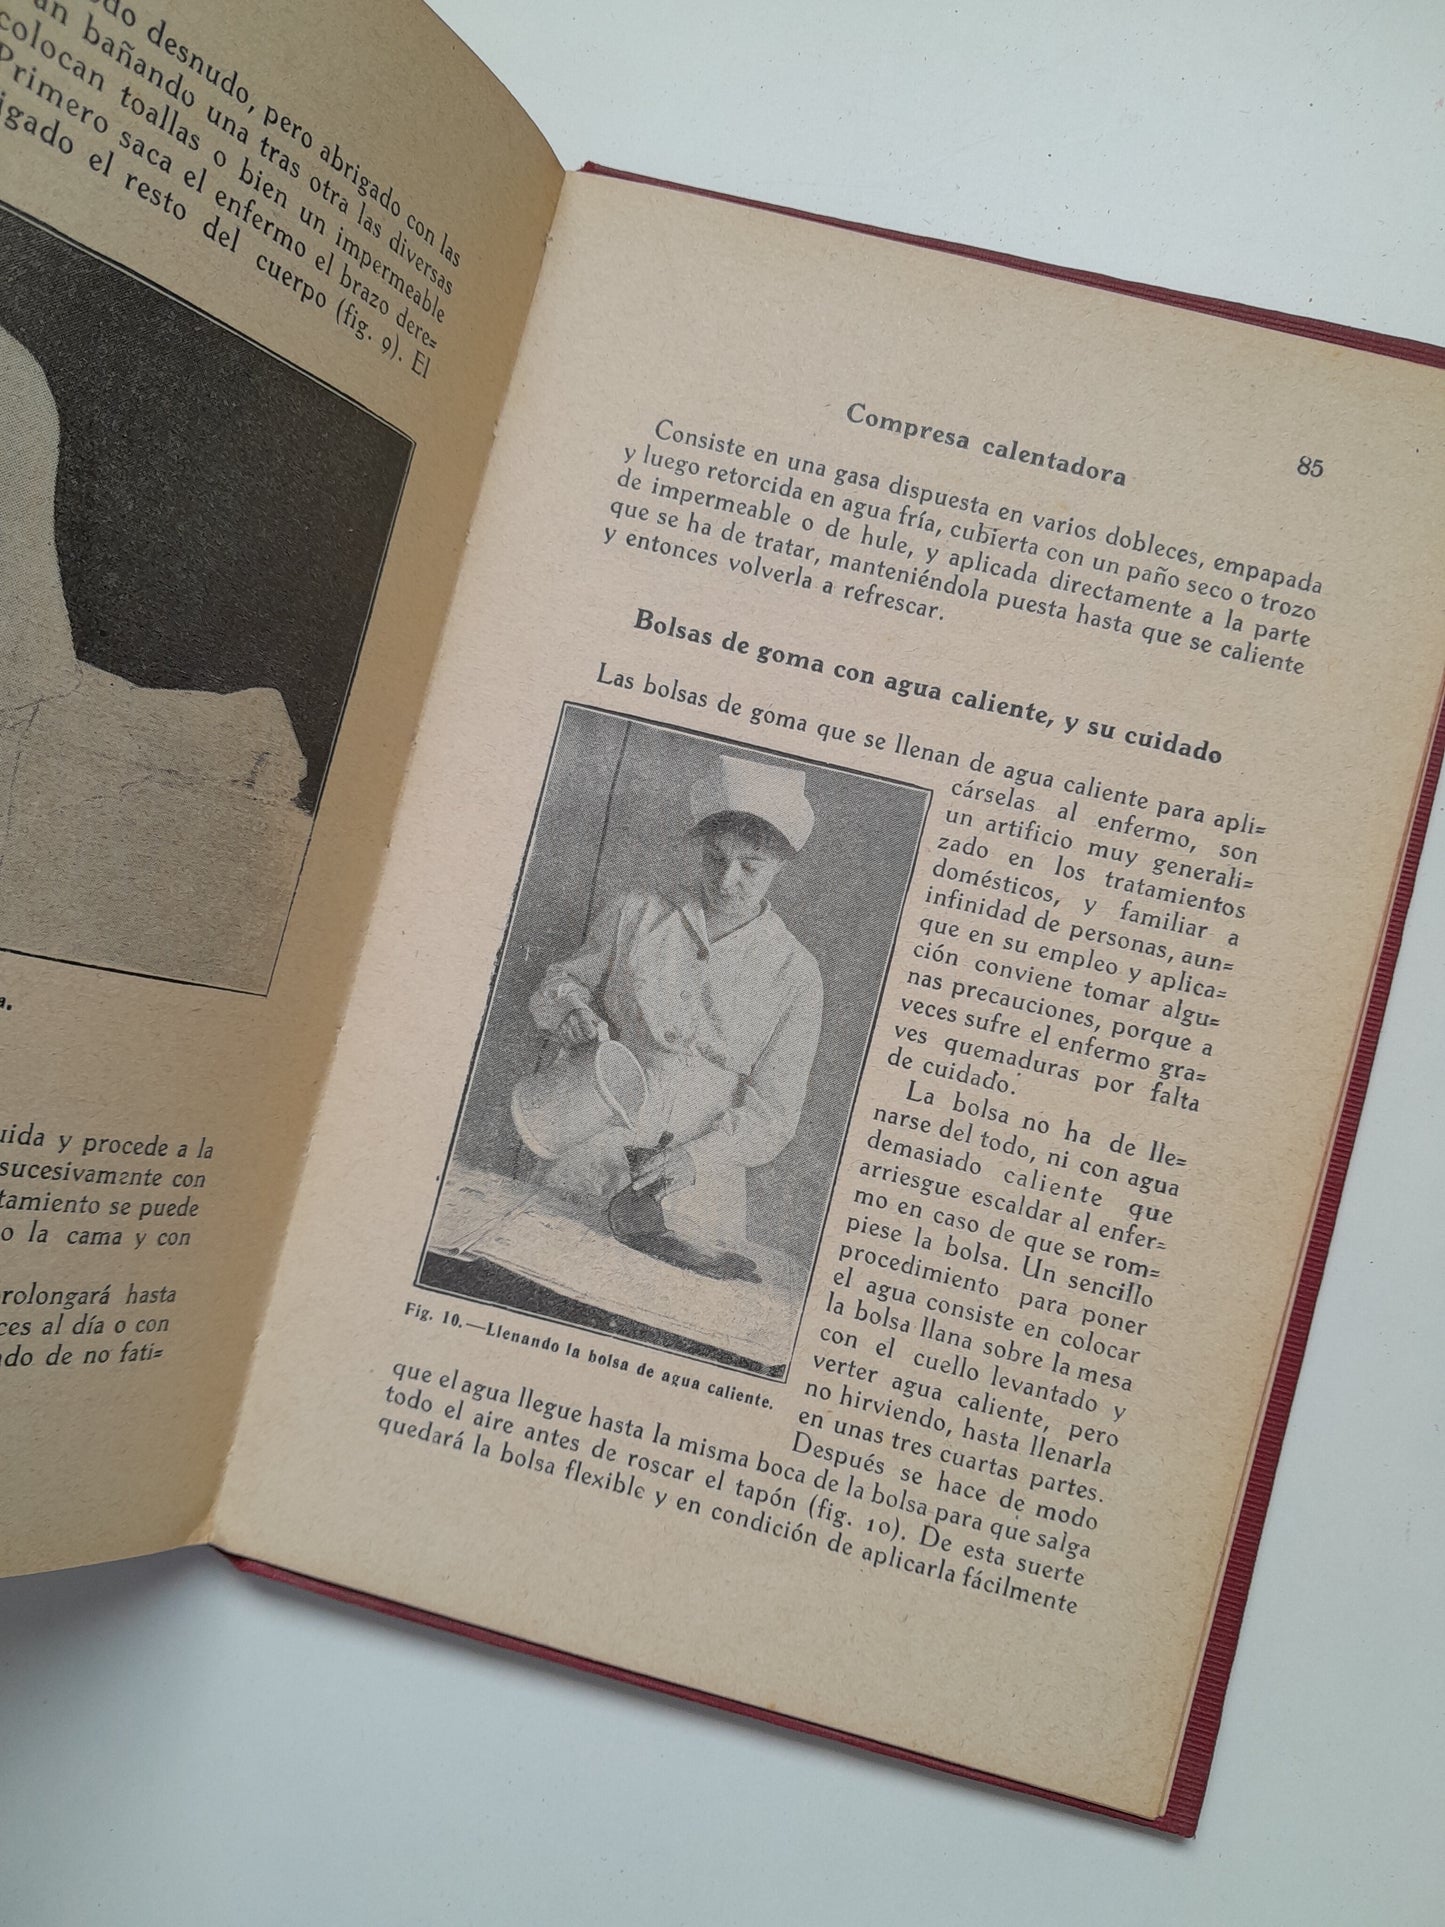 do desnudo, pero abrigado con las
an bañando una tras otra las diversas
colocan toallas o bien un impermeable
Primero saca el enfermo el brazo dere=
igado el resto del cuerpo (fig. 9). El
a.
uida y procede a la
sucesivamente con
tamiento se puede
o la cama y con
rolongará hasta
ces al día o con
do de no fati=
85
Compresa calentadora
Consiste en una gasa dispuesta en varios dobleces, empapada
y luego retorcida en agua fría, cubierta con un paño seco o trozo
de impermeable o de hule, y aplicada directamente a la parte
que se ha de tratar, manteniéndola puesta hasta que se caliente
y entonces volverla a refrescar.
Bolsas de goma con agua caliente, y su cuidado
Las bolsas de goma que se llenan de agua caliente para apli=
cárselas al enfermo, son
un artificio muy generali=
zado en los tratamientos
domésticos, y familiar a
infinidad de personas, aun=
que en su empleo y aplica=
ción conviene tomar algu=
nas precauciones, porque a
veces sufre el enfermo gra=
ves quemaduras por falta
de cuidado.
La bolsa no ha de lle=
narse del todo, ni con agua
demasiado caliente que
arriesgue escaldar al enfer=
mo en caso de que se rom=
piese la bolsa. Un sencillo
procedimiento para poner
el agua consiste en colocar
la bolsa llana sobre la mesa
con el cuello levantado y
verter agua caliente, pero
no hirviendo, hasta llenarla
en unas tres cuartas partes.
Después se hace de modo
Fig. 10.—Llenando la bolsa de agua caliente.
que el agua llegue hasta la misma boca de la bolsa para que salga
todo el aire antes de roscar el tapón (fig. 10). De esta suerte
quedará la bolsa flexible y en condición de aplicarla fácilmente